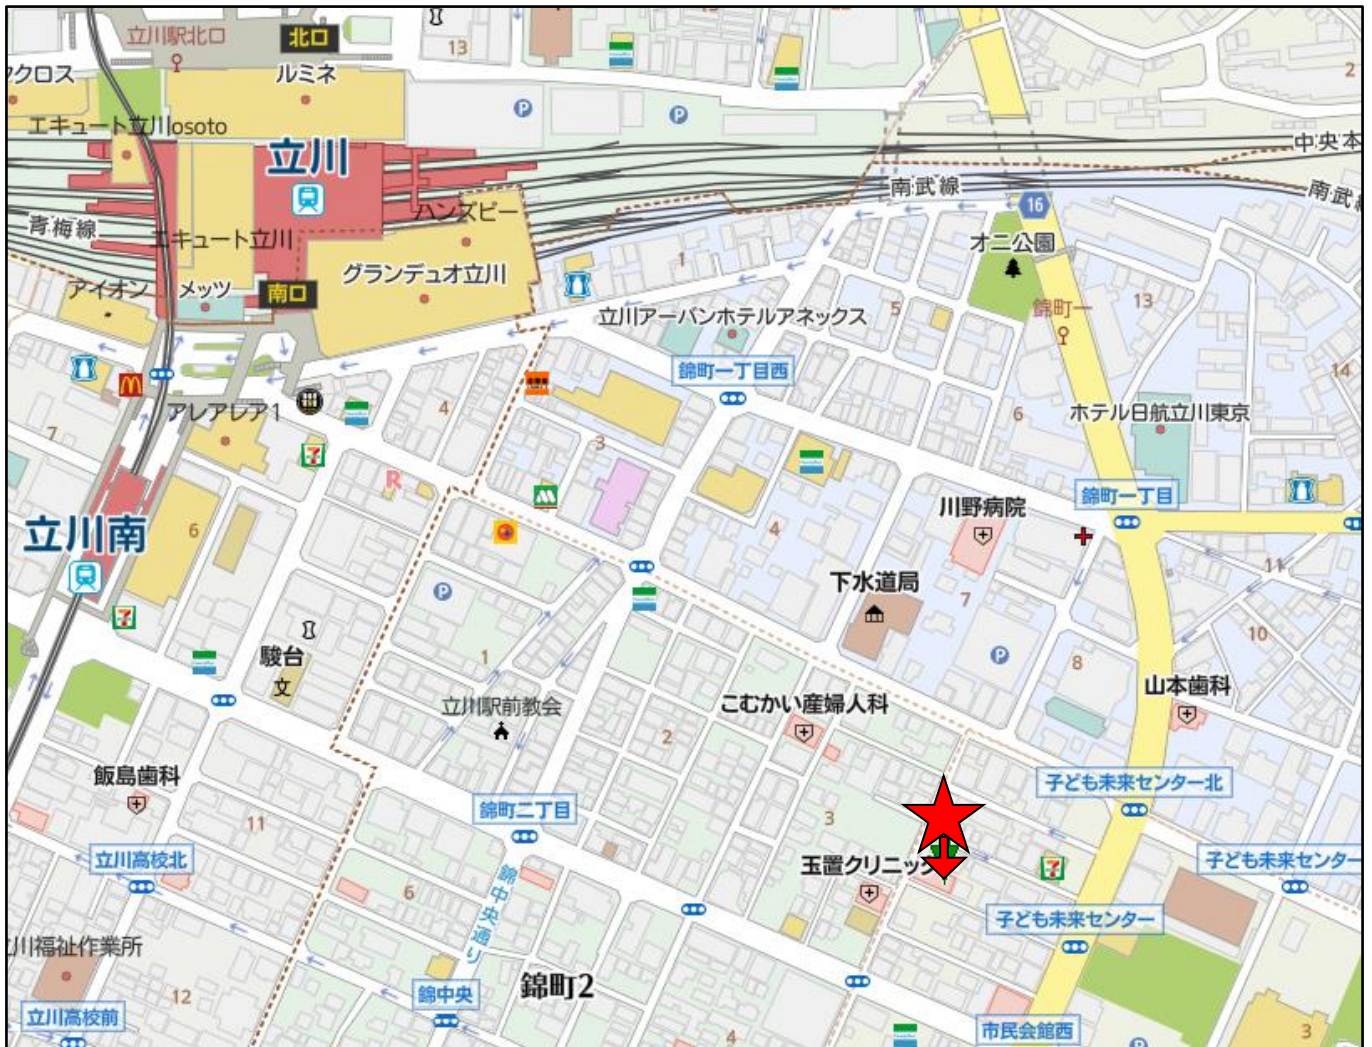 立川駅北口
北口
13
2
クロス
ルミネ
P
P
エキュート立川osoto
立川
中央本
南武線
南武線
16
ハンズビー
青梅線
エキュート立川
1
オニ公園
グランデュオ立川
アイオン
メッツ
南口
13
立川アーバンホテルアネックス
5
錦町一
錦町一丁目西
14
M
アレアレア1
4
6
ホテル日航立川東京
7
3
7
R
錦町一丁目
川野病院
立川南
6
4
11
下水道局
P
7
7
10
駿台
文
1
P
8
山本歯科
立川駅前教会
こむかい産婦人科
2
飯島歯科
子ども未来センター北
錦町二丁目
3
11
立川高校北
玉置クリニック
7
子ども未来センター
6
錦中央通り
子ども未来センター
川福祉作業所
錦町2
12
錦中央
立川高校前
市民会館西
4
P
3